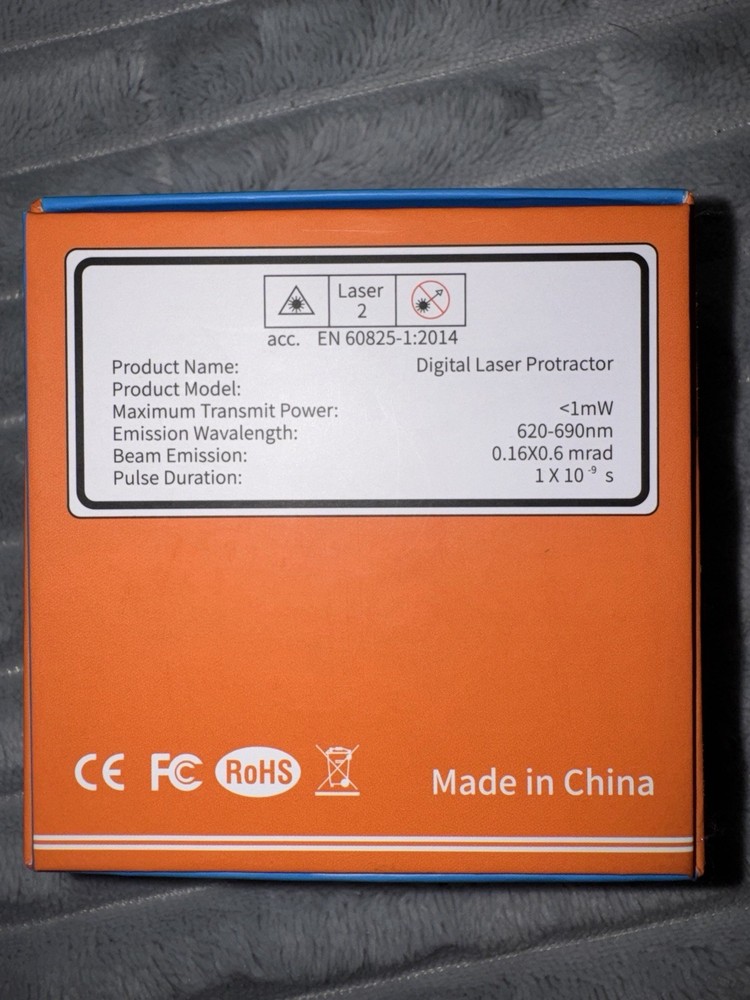 Laser
2
acc. EN 60825-1:2014
Product Name: Digital Laser Protractor
Product Model:
Maximum Transmit Power: <1mW
Emission Wavalength: 620-690nm
Beam Emission: 0.16X0.6 mrad
Pulse Duration: 1 X 10⁻⁹ s
CE FC RoHS Made in China